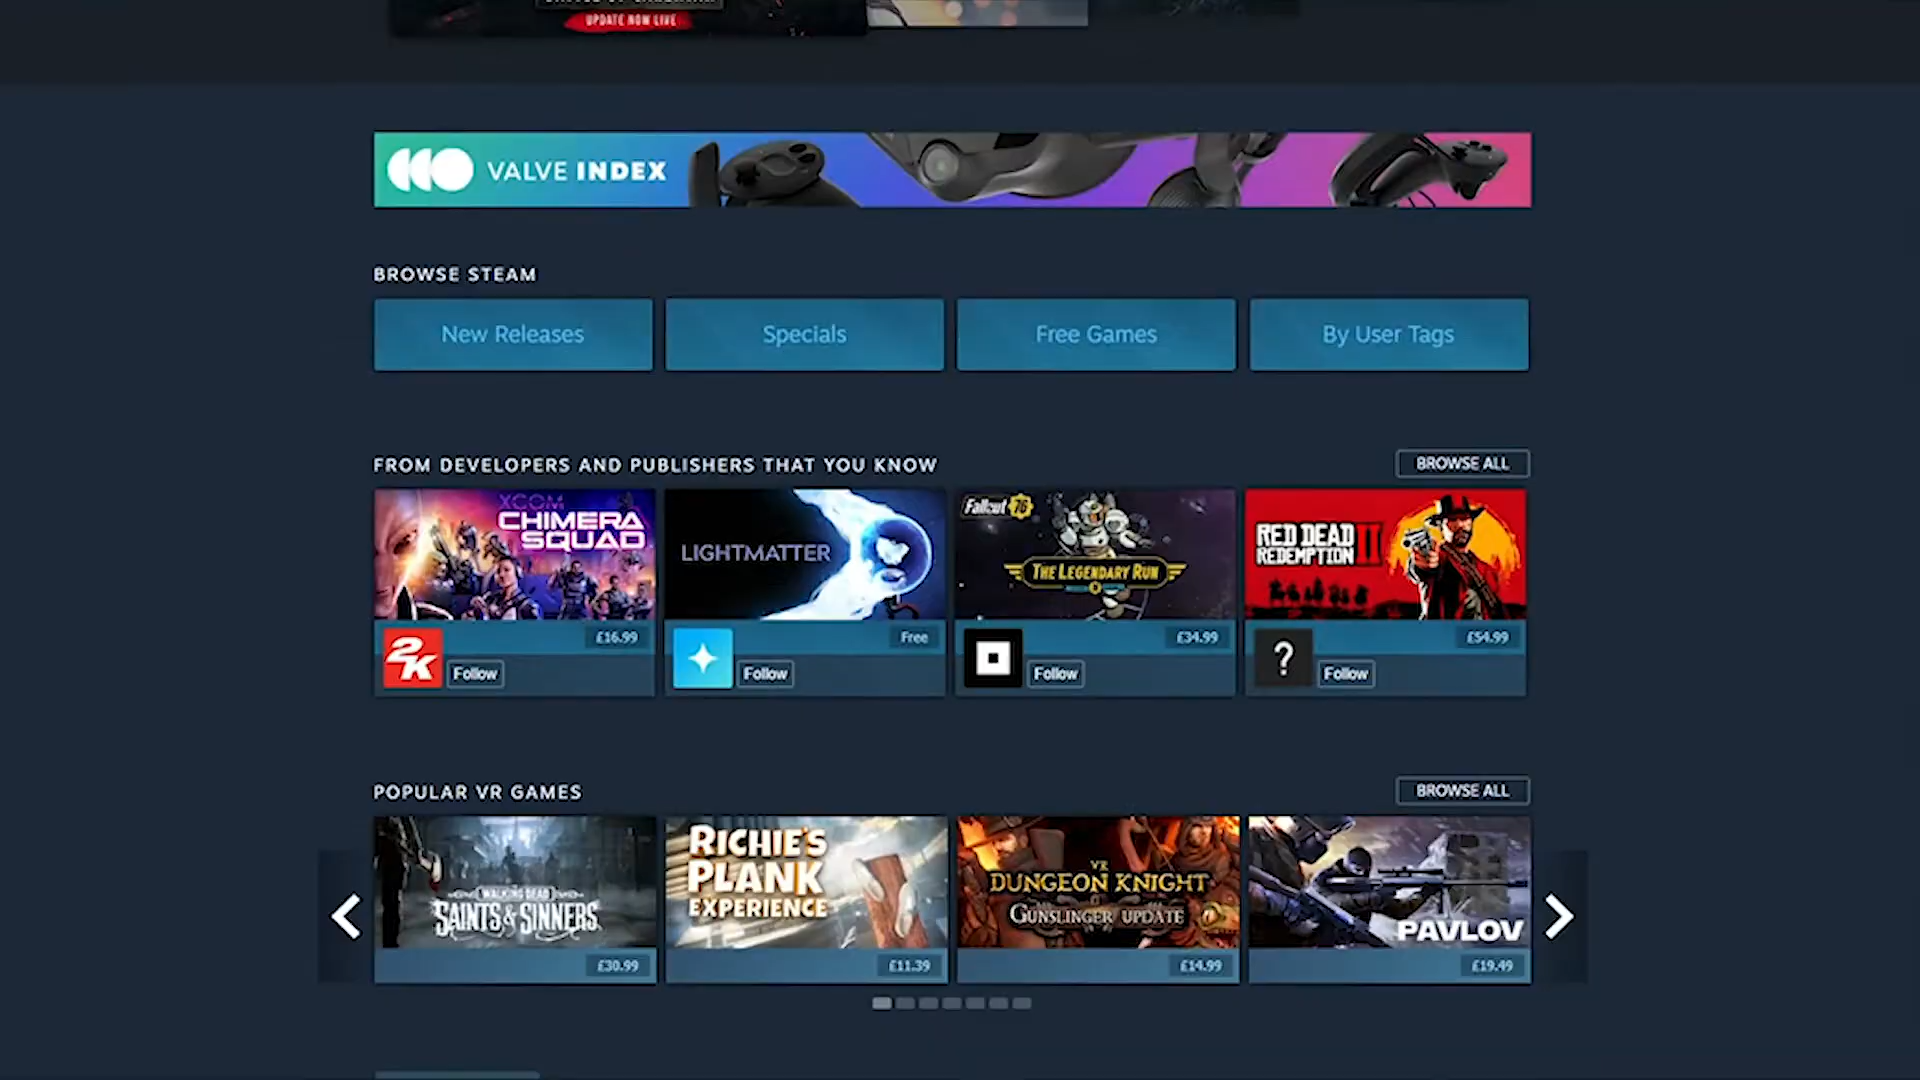 UPDATE NOW LIVE
VALVE INDEX
BROWSE STEAM
New Releases
Specials
Free Games
By User Tags
FROM DEVELOPERS AND PUBLISHERS THAT YOU KNOW
BROWSE ALL
XCOM
CHIMERA
SQUAD
LIGHTMATTER
Fallout 76
THE LEGENDARY RUN
RED DEAD
REDEMPTION II
£16.99
Free
£34.99
£54.99
2K
Follow
Follow
Follow
?
Follow
POPULAR VR GAMES
BROWSE ALL
WALKING DEAD
SAINTS & SINNERS
RICHIE'S
PLANK
EXPERIENCE
VR
DUNGEON KNIGHT
GUNSLINGER UPDATE
PAVLOV
£30.99
£11.39
£14.99
£19.49